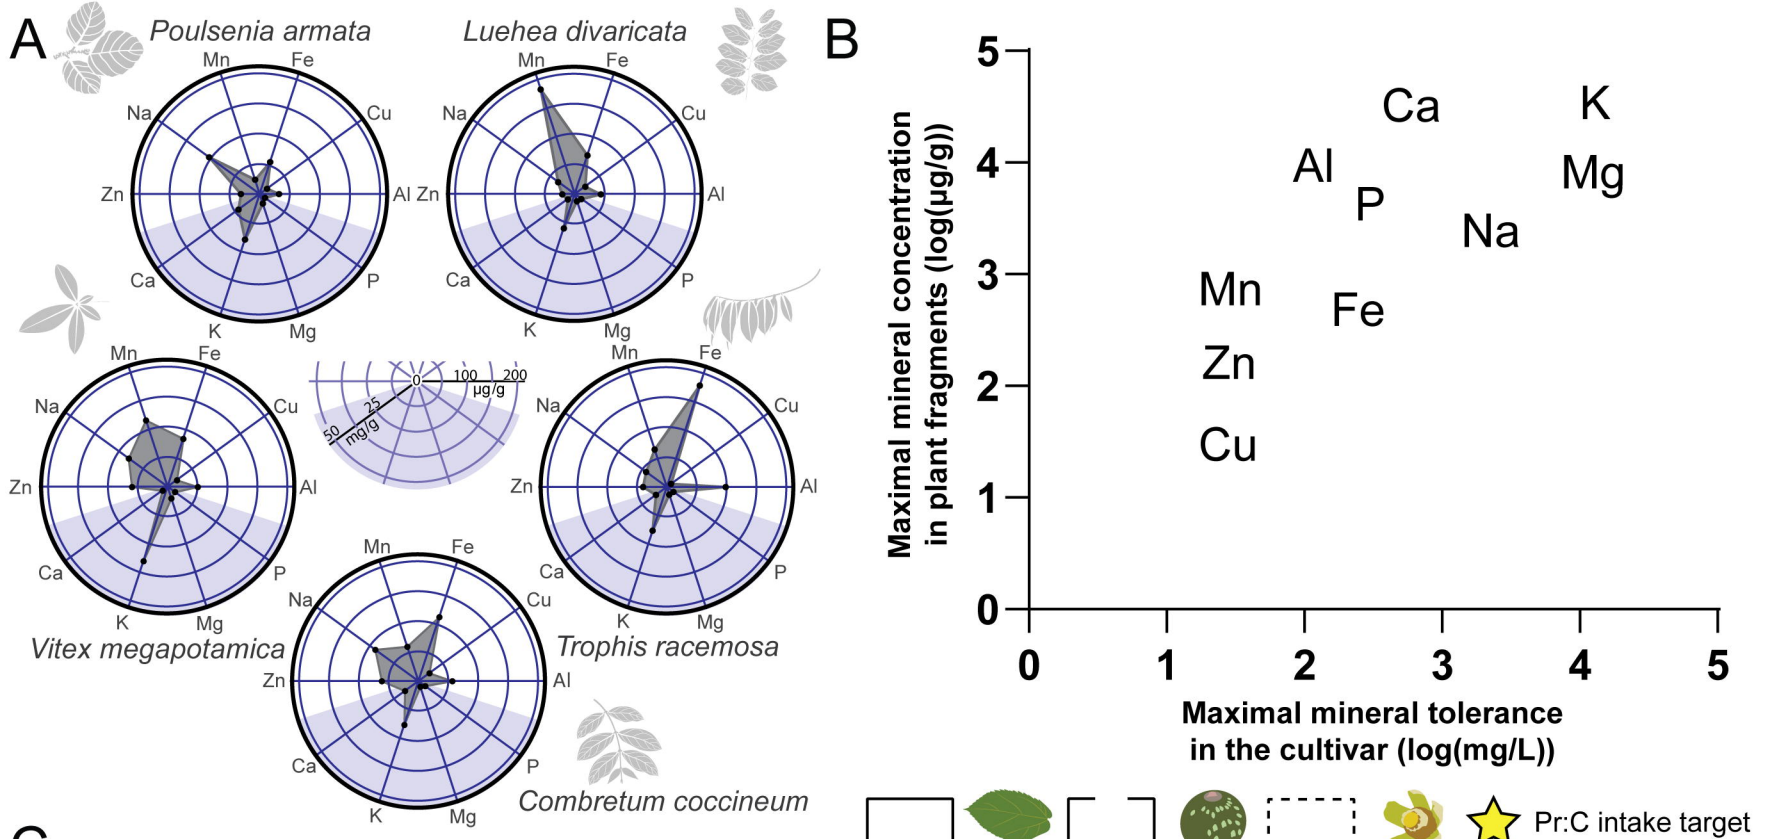 A
Poulsenia armata
Mn
Fe
Na
Cu
Zn
Al
Ca
P
K
Mg
Luehea divaricata
Mn
Fe
Na
Cu
Zn
Al
Ca
P
K
Mg
Mn
Fe
Na
Cu
Zn
Al
Ca
P
K
Mg
Vitex megapotamica
0
100
200
µg/g
25
50
mg/g
Mn
Fe
Na
Cu
Zn
Al
Ca
P
K
Mg
Trophis racemosa
Mn
Fe
Na
Cu
Zn
Al
Ca
P
K
Mg
Combretum coccineum
B
Maximal mineral concentration
in plant fragments (log(µg/g))
5
4
3
2
1
0
Ca
K
Al
Mg
P
Na
Mn
Fe
Zn
Cu
0 1 2 3 4 5
Maximal mineral tolerance
in the cultivar (log(mg/L))
Pr:C intake target